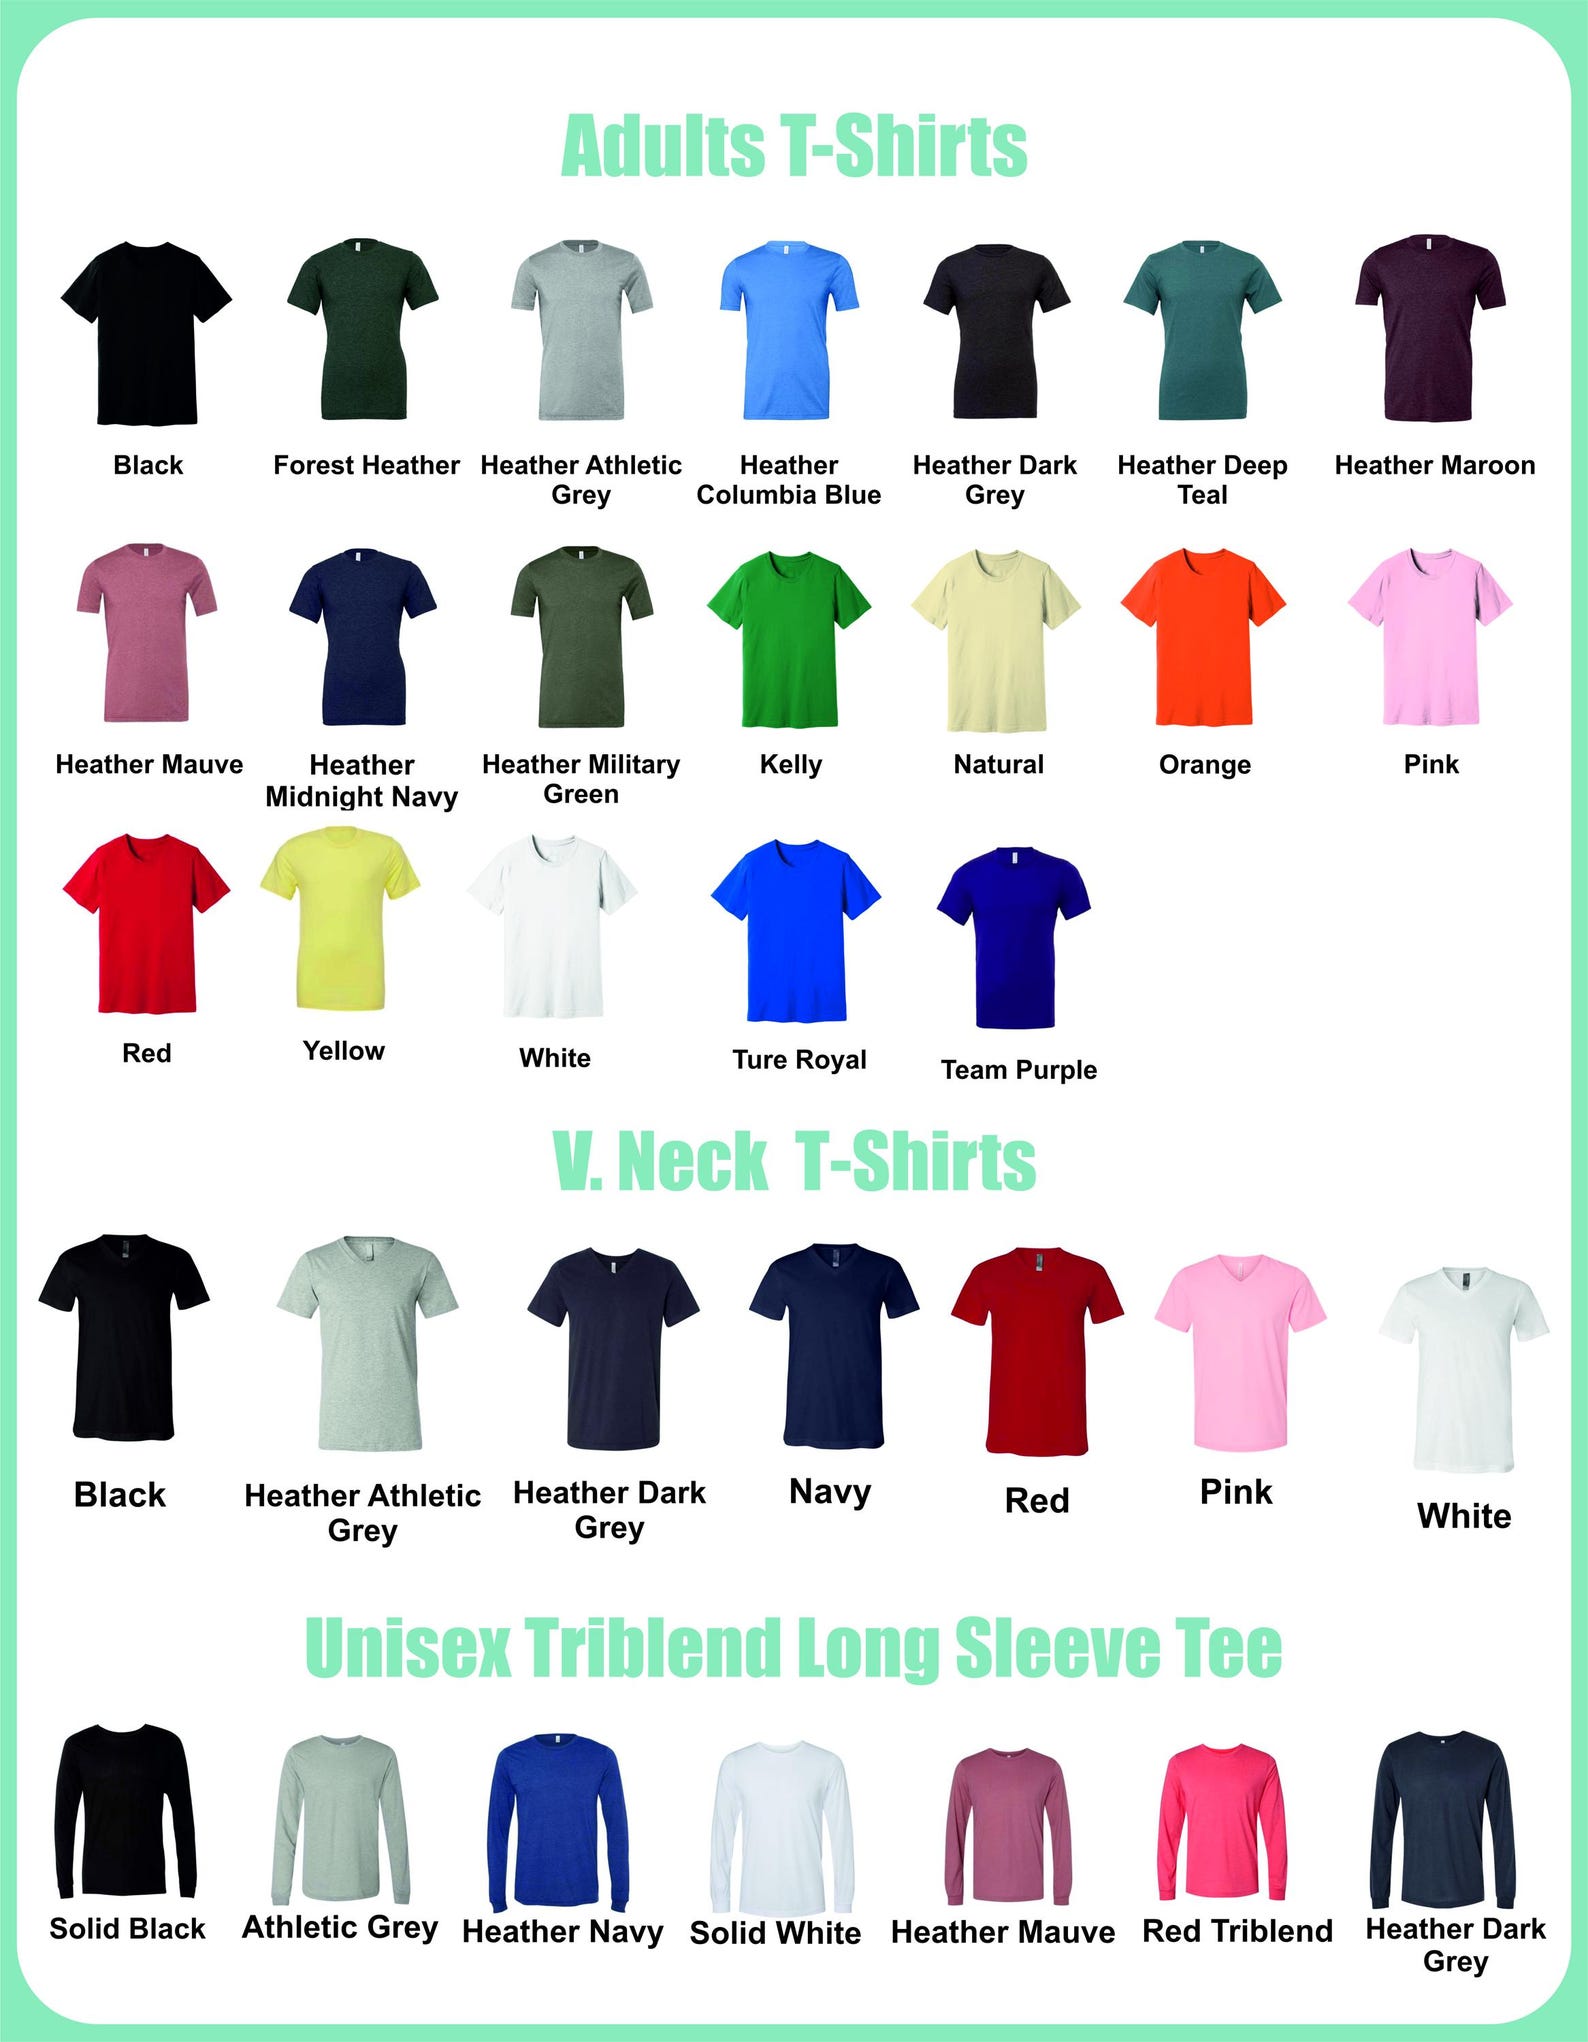 Adults T-Shirts
Black
Forest Heather
Heather Athletic
Grey
Heather
Columbia Blue
Heather Dark
Grey
Heather Deep
Teal
Heather Maroon
Heather Mauve
Heather
Midnight Navy
Heather Military
Green
Kelly
Natural
Orange
Pink
Red
Yellow
White
Ture Royal
Team Purple
V. Neck T-Shirts
Black
Heather Athletic
Grey
Heather Dark
Grey
Navy
Red
Pink
White
Unisex Triblend Long Sleeve Tee
Solid Black
Athletic Grey
Heather Navy
Solid White
Heather Mauve
Red Triblend
Heather Dark
Grey